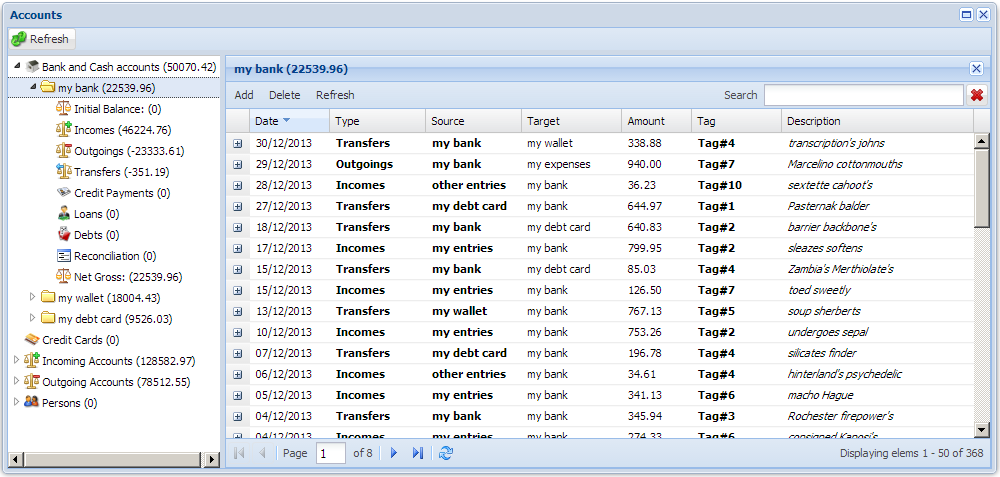 Accounts
Refresh
Bank and Cash accounts (50070.42)
my bank (22539.96)
Initial Balance: (0)
Incomes (46224.76)
Outgoings (-23333.61)
Transfers (-351.19)
Credit Payments (0)
Loans (0)
Debts (0)
Reconciliation (0)
Net Gross: (22539.96)
my wallet (18004.43)
my debt card (9526.03)
Credit Cards (0)
Incoming Accounts (128582.97)
Outgoing Accounts (78512.55)
Persons (0)
my bank (22539.96)
Add Delete Refresh Search
Date Type Source Target Amount Tag Description
30/12/2013 Transfers my bank my wallet 338.88 Tag#4 transcription's johns
29/12/2013 Outgoings my bank my expenses 940.00 Tag#7 Marcelino cottonmouths
28/12/2013 Incomes other entries my bank 36.23 Tag#10 sextette cahoot's
27/12/2013 Transfers my debt card my bank 644.97 Tag#1 Pasternak balder
18/12/2013 Transfers my bank my debt card 640.83 Tag#2 barrier backbone's
17/12/2013 Incomes my entries my bank 799.95 Tag#2 sleazes softens
15/12/2013 Transfers my bank my debt card 85.03 Tag#4 Zambia's Merthiolate's
15/12/2013 Incomes my entries my bank 126.50 Tag#7 toed sweetly
13/12/2013 Transfers my wallet my bank 767.13 Tag#5 soup sherberts
10/12/2013 Incomes my entries my bank 753.26 Tag#2 undergoes sepal
07/12/2013 Transfers my debt card my bank 196.78 Tag#4 silicates finder
06/12/2013 Incomes other entries my bank 34.61 Tag#4 hinterland's psychedelic
05/12/2013 Incomes my entries my bank 341.13 Tag#6 macho Hague
04/12/2013 Transfers my bank my bank 345.94 Tag#3 Rochester firepower's
04/12/2013 Incomes my entries my bank 274.33 Tag#6 consigned Kaposi's
Page 1 of 8 Displaying elems 1 - 50 of 368